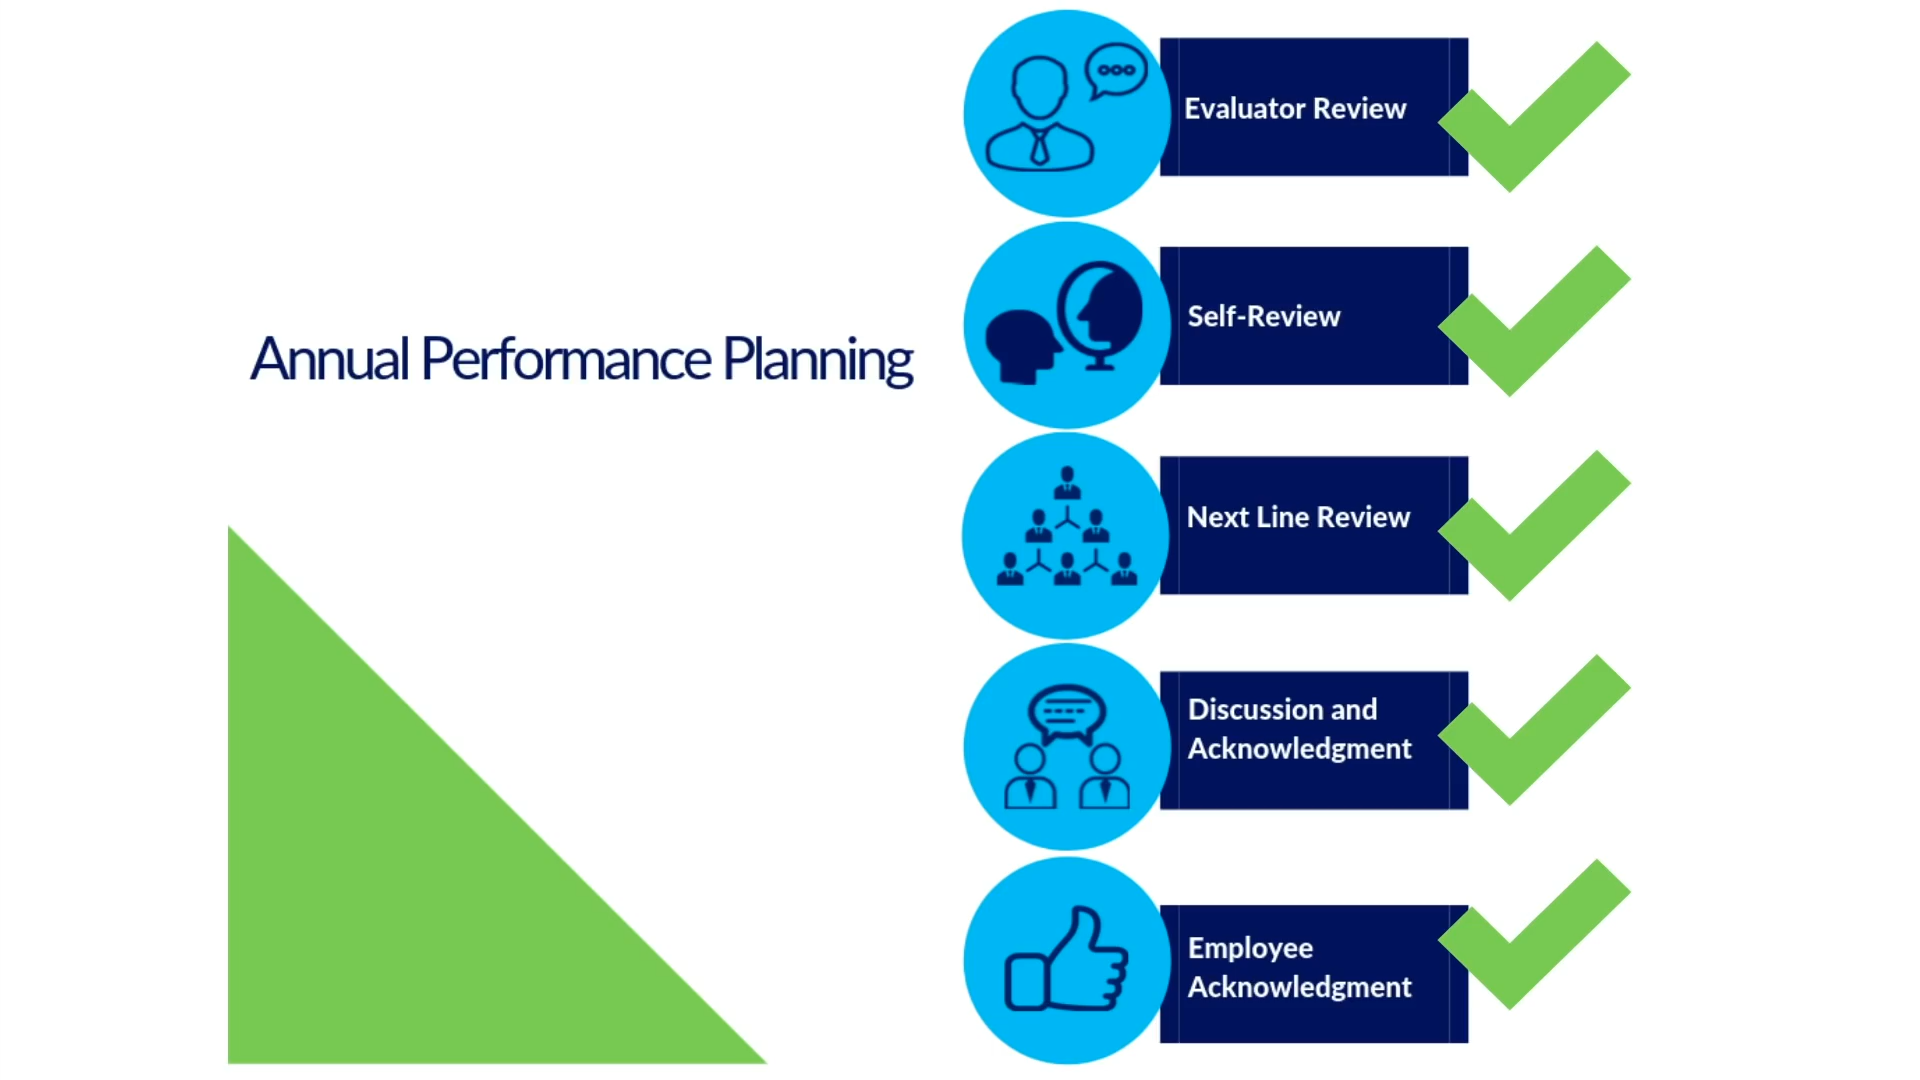 Annual Performance Planning
Evaluator Review
Self-Review
Next Line Review
Discussion and
Acknowledgment
Employee
Acknowledgment